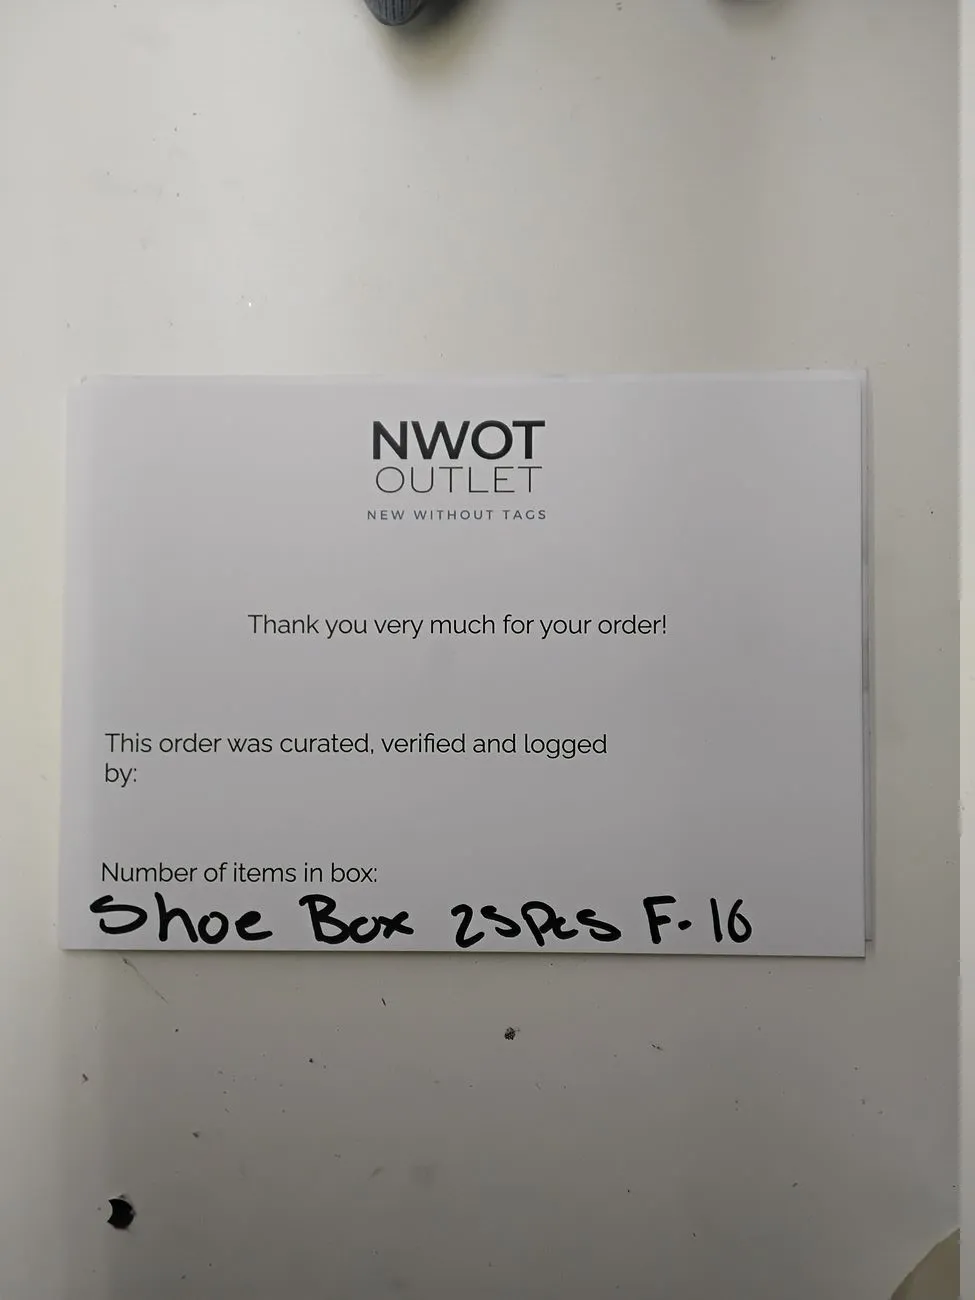 NWOT
OUTLET
NEW WITHOUT TAGS
Thank you very much for your order!
This order was curated, verified and logged
by:
Number of items in box:
Shoe Box 25Pcs F-16